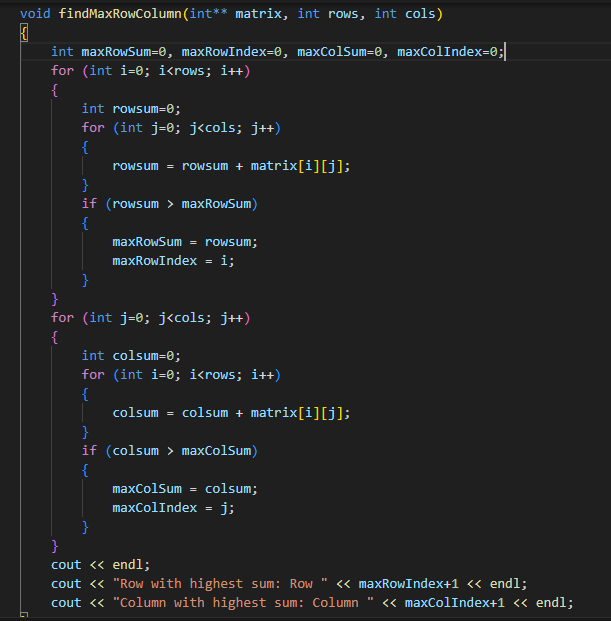 void findMaxRowColumn(int** matrix, int rows, int cols)
{
    int maxRowSum=0, maxRowIndex=0, maxColSum=0, maxColIndex=0;
    for (int i=0; i<rows; i++)
    {
        int rowsum=0;
        for (int j=0; j<cols; j++)
        {
            rowsum = rowsum + matrix[i][j];
        }
        if (rowsum > maxRowSum)
        {
            maxRowSum = rowsum;
            maxRowIndex = i;
        }
    }
    for (int j=0; j<cols; j++)
    {
        int colsum=0;
        for (int i=0; i<rows; i++)
        {
            colsum = colsum + matrix[i][j];
        }
        if (colsum > maxColSum)
        {
            maxColSum = colsum;
            maxColIndex = j;
        }
    }
    cout << endl;
    cout << "Row with highest sum: Row " << maxRowIndex+1 << endl;
    cout << "Column with highest sum: Column " << maxColIndex+1 << endl;